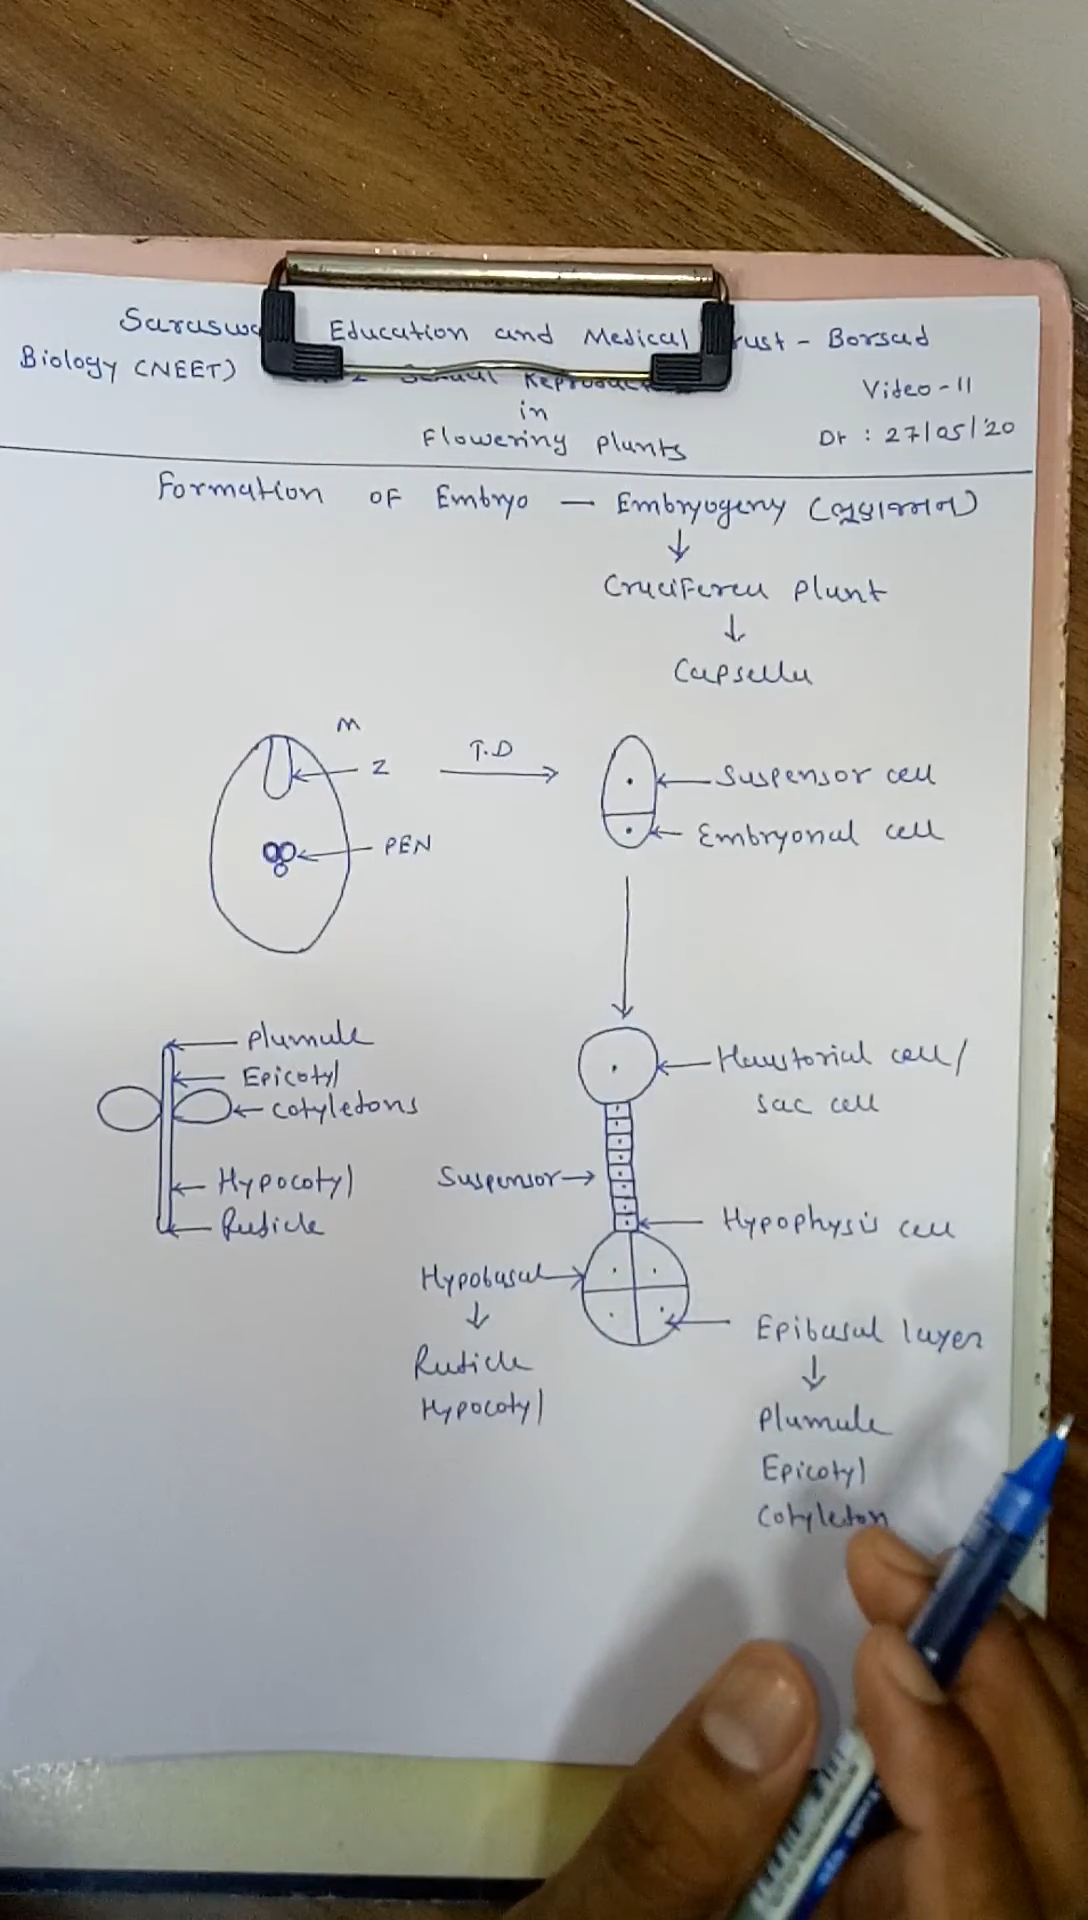 Education and Medical Trust - Borsad
Biology (NEET)
Video-11
in
Flowering Plants
Dt : 27/05/'20
Formation OF Embryo — Embryogeny
↓
Cruciferea Plant
↓
Capsella
M
Z
T.D
PEN
Suspensor cell
Embryonal cell
Plumule
Epicotyl
Cotyledons
Hypocotyl
Radicle
Haustorial cell/
Sac cell
Suspensor
Hypophysis cell
Hypobasal
↓
Radicle
Hypocotyl
Epibasal layer
↓
Plumule
Epicotyl
Cotyledon